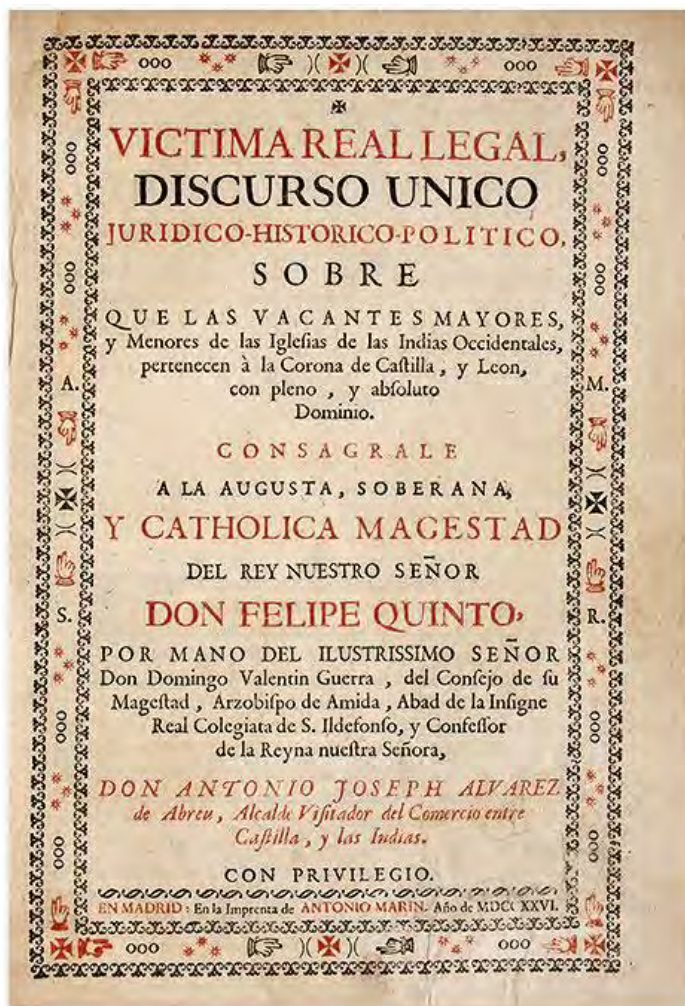 VICTIMA REAL LEGAL,
DISCURSO UNICO
JURIDICO-HISTORICO-POLITICO,
SOBRE
QUE LAS VACANTES MAYORES,
y Menores de las Igleſias de las Indias Occidentales,
pertenecen à la Corona de Caſtilla, y Leon,
con pleno, y abſoluto
Dominio.
A.
M.
CONSAGRALE
A LA AUGUSTA, SOBERANA,
Y CATHOLICA MAGESTAD
DEL REY NUESTRO SEÑOR
DON FELIPE QUINTO,
S.
R.
POR MANO DEL ILUSTRISSIMO SEÑOR
Don Domingo Valentin Guerra, del Conſejo de ſu
Mageſtad, Arzobiſpo de Amida, Abad de la Inſigne
Real Colegiata de S. Ildefonſo, y Confeſſor
de la Reyna nueſtra Señora,
DON ANTONIO JOSEPH ALVAREZ
de Abreu, Alcalde Viſitador del Comercio entre
Caſtilla, y las Indias.
CON PRIVILEGIO.
EN MADRID: En la Imprenta de ANTONIO MARIN. Año de MDCCXXVI.